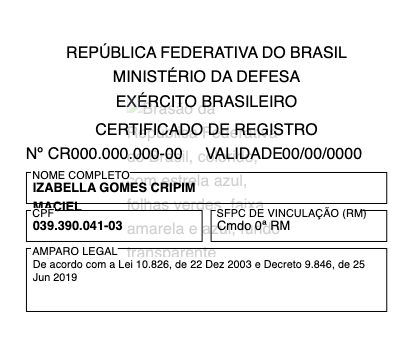 REPÚBLICA FEDERATIVA DO BRASIL
MINISTÉRIO DA DEFESA
EXÉRCITO BRASILEIRO
Brasão da
República Federativa
CERTIFICADO DE REGISTRO
do Brasil, colorido,
Nº CR000.000.000-00 VALIDADE00/00/0000
com estrela azul,
NOME COMPLETO
IZABELLA GOMES CRIPIM
MACIEL
folhas verdes, faixa
CPF
039.390.041-03
SFPC DE VINCULAÇÃO (RM)
Cmdo 0ª RM
amarela e azul, fundo
transparente
AMPARO LEGAL
De acordo com a Lei 10.826, de 22 Dez 2003 e Decreto 9.846, de 25
Jun 2019